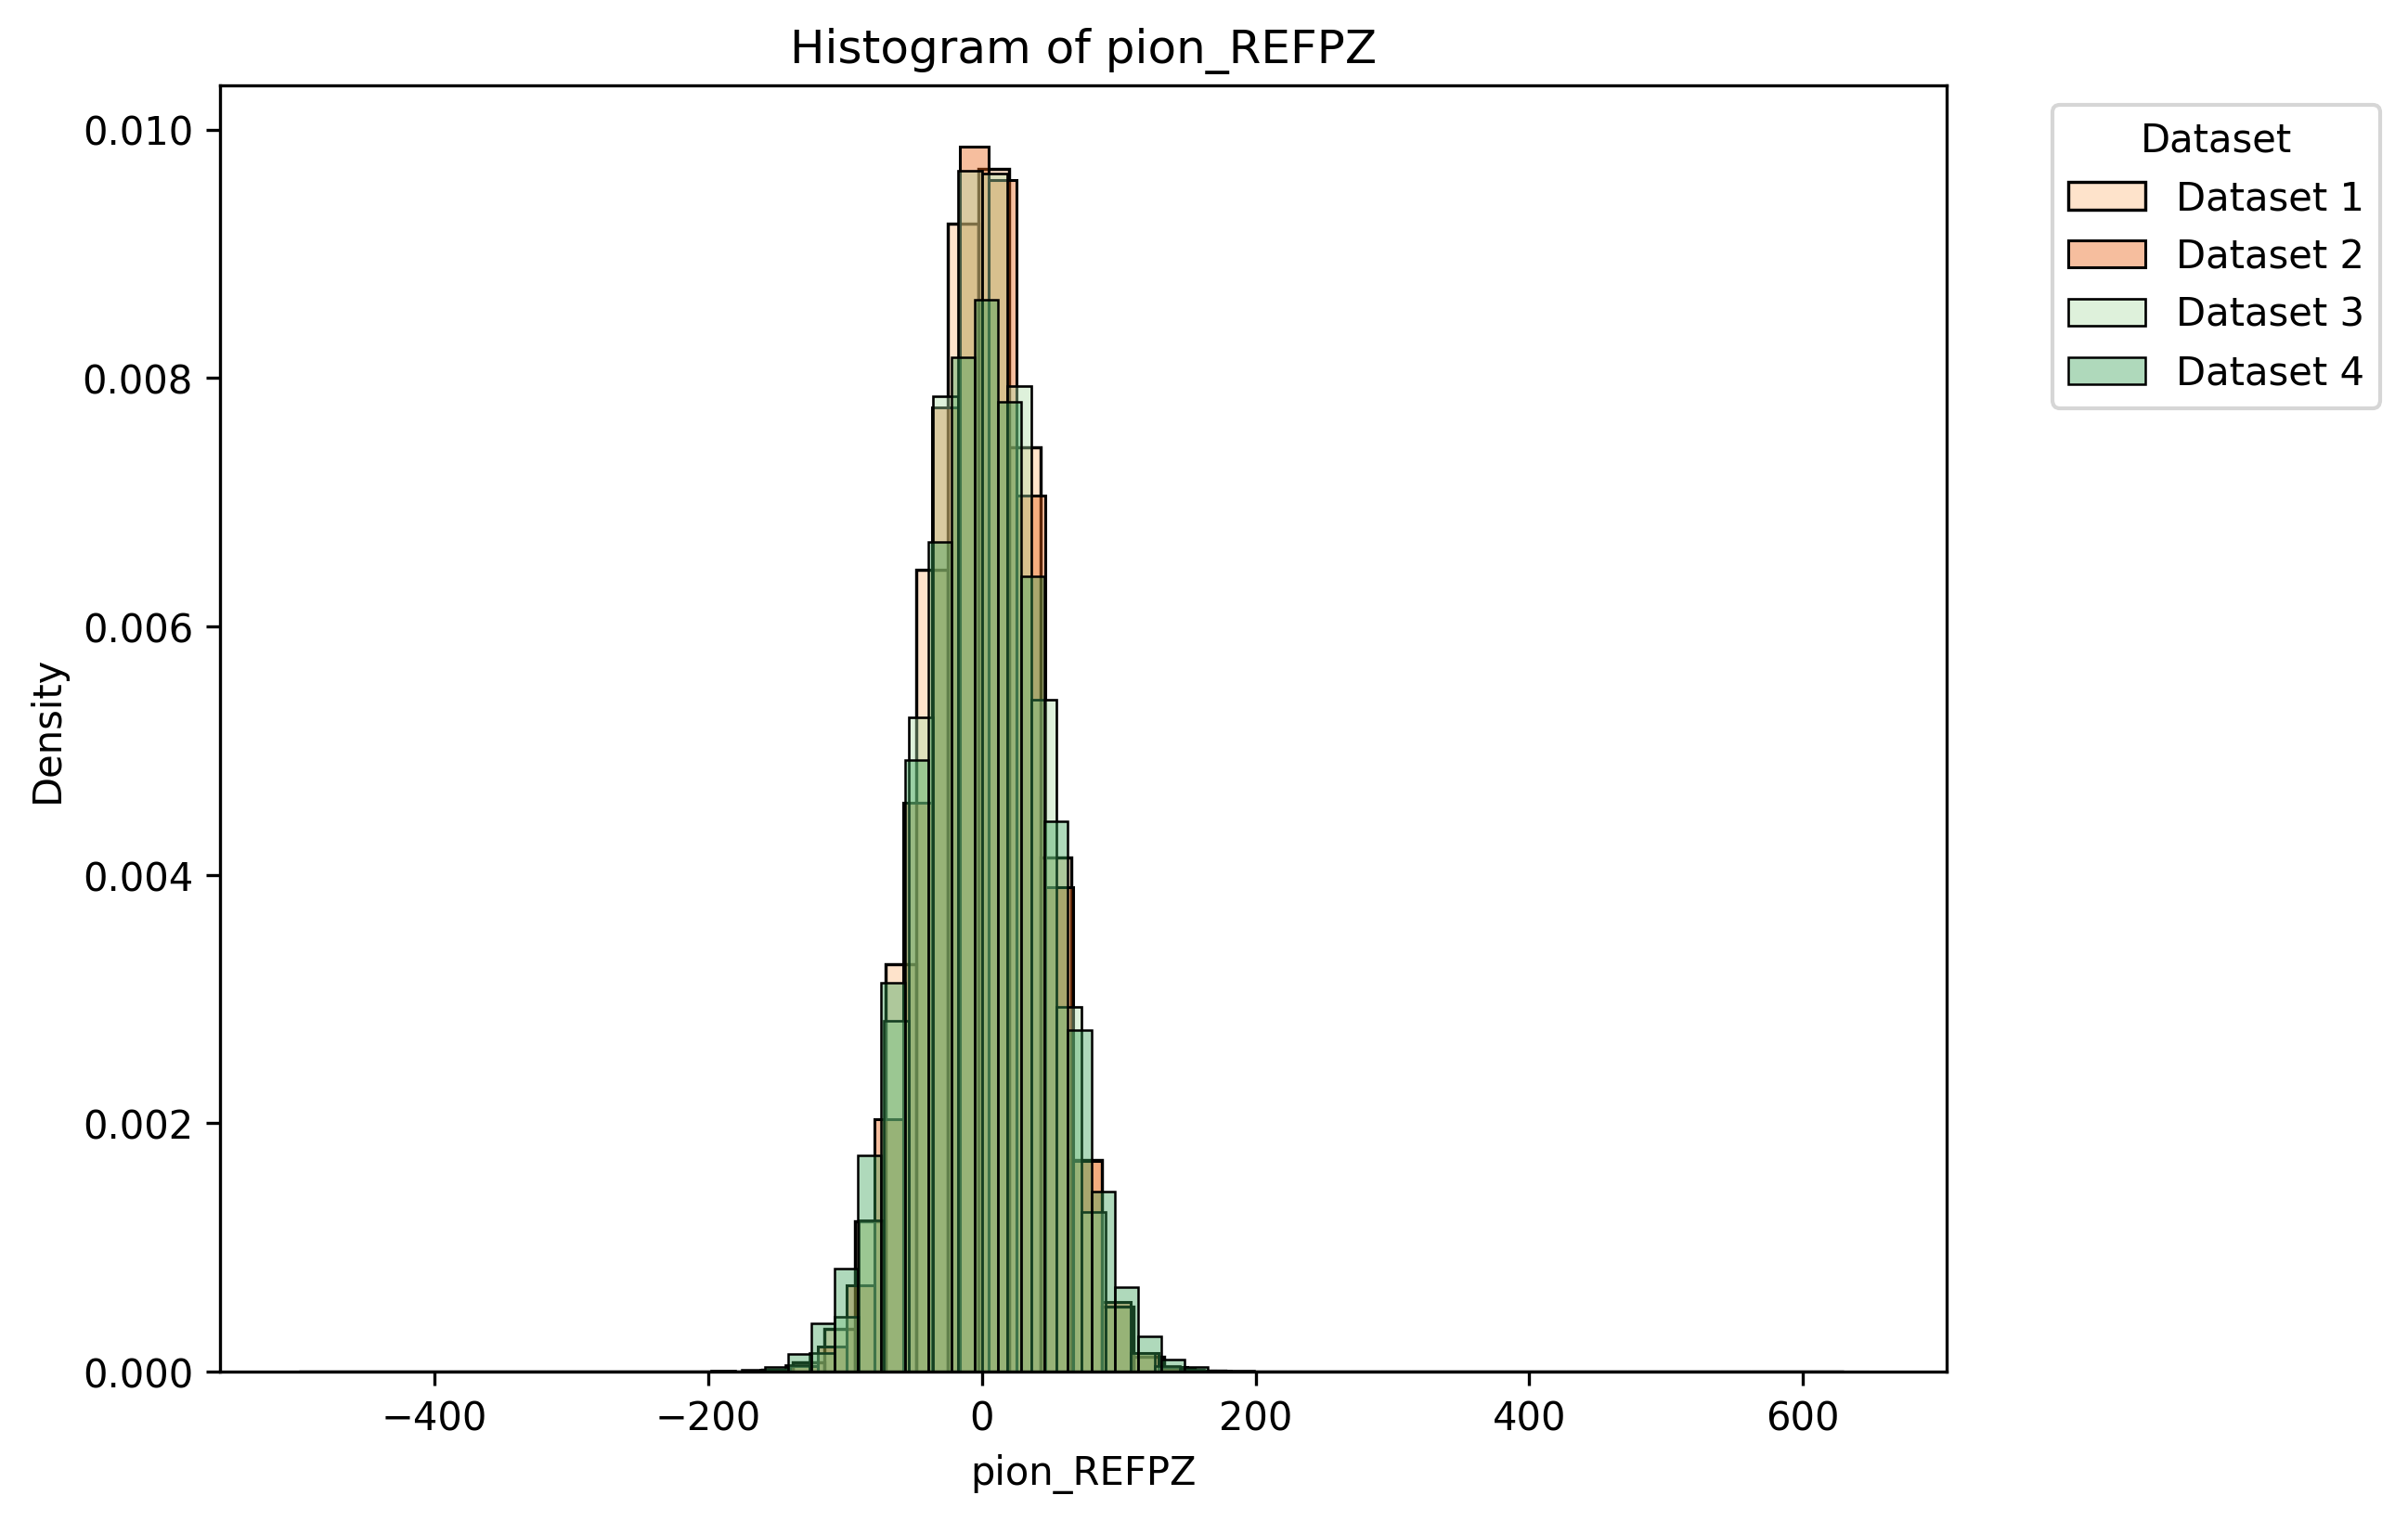 Histogram of pion_REFPZ
Density
0.010
0.008
0.006
0.004
0.002
0.000
−400 −200 0 200 400 600
pion_REFPZ
Dataset
Dataset 1
Dataset 2
Dataset 3
Dataset 4